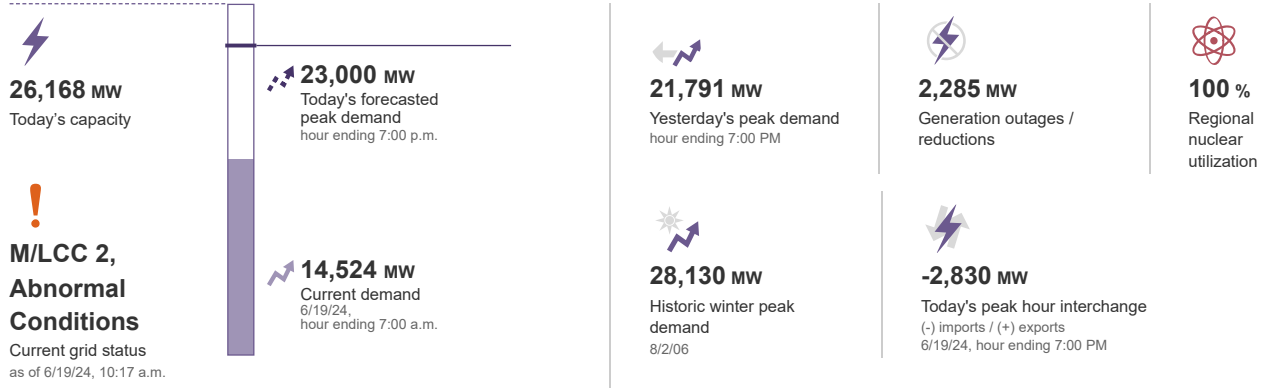 26,168 MW
Today's capacity
M/LCC 2,
Abnormal
Conditions
Current grid status
as of 6/19/24, 10:17 a.m.
23,000 MW
Today's forecasted
peak demand
hour ending 7:00 p.m.
14,524 MW
Current demand
6/19/24,
hour ending 7:00 a.m.
21,791 MW
Yesterday's peak demand
hour ending 7:00 PM
2,285 MW
Generation outages /
reductions
100 %
Regional
nuclear
utilization
28,130 MW
Historic winter peak
demand
8/2/06
-2,830 MW
Today's peak hour interchange
(-) imports / (+) exports
6/19/24, hour ending 7:00 PM